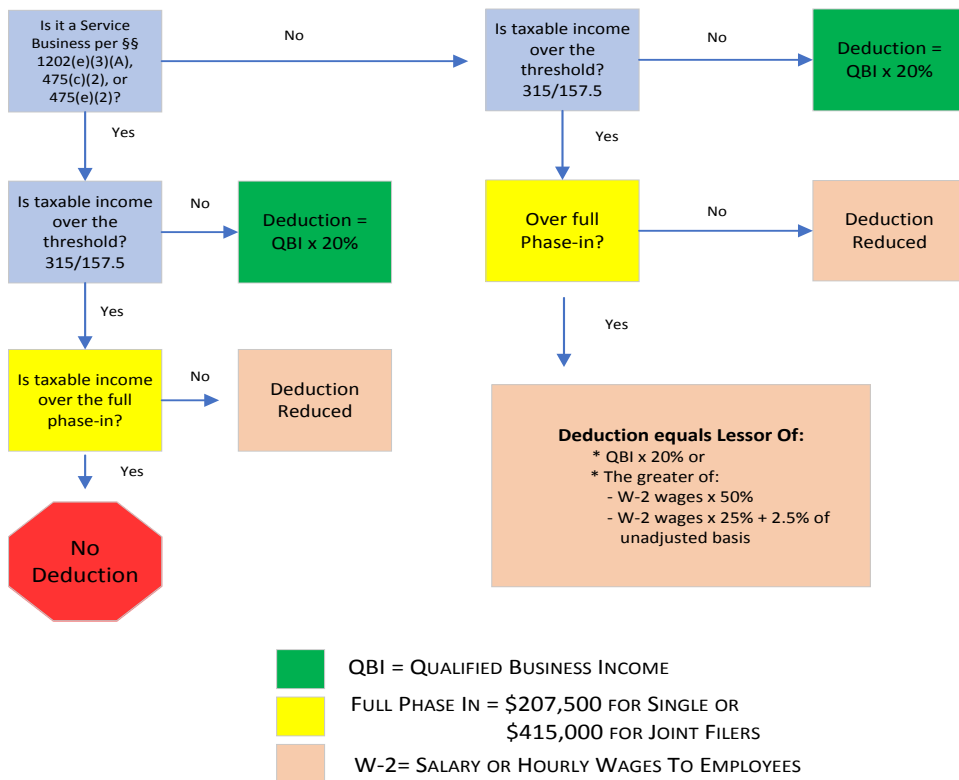 Is it a Service
Business per §§
1202(e)(3)(A),
475(c)(2), or
475(e)(2)?
No
Is taxable income
over the
threshold?
315/157.5
No
Deduction =
QBI x 20%
Yes
Yes
Is taxable income
over the
threshold?
315/157.5
No
Deduction =
QBI x 20%
Over full
Phase-in?
No
Deduction
Reduced
Yes
Yes
Is taxable income
over the full
phase-in?
No
Deduction
Reduced
Deduction equals Lessor Of:
* QBI x 20% or
* The greater of:
- W-2 wages x 50%
- W-2 wages x 25% + 2.5% of
unadjusted basis
Yes
No
Deduction
QBI = Qualified Business Income
Full Phase In = $207,500 for Single or
$415,000 for Joint Filers
W-2= Salary or Hourly Wages To Employees